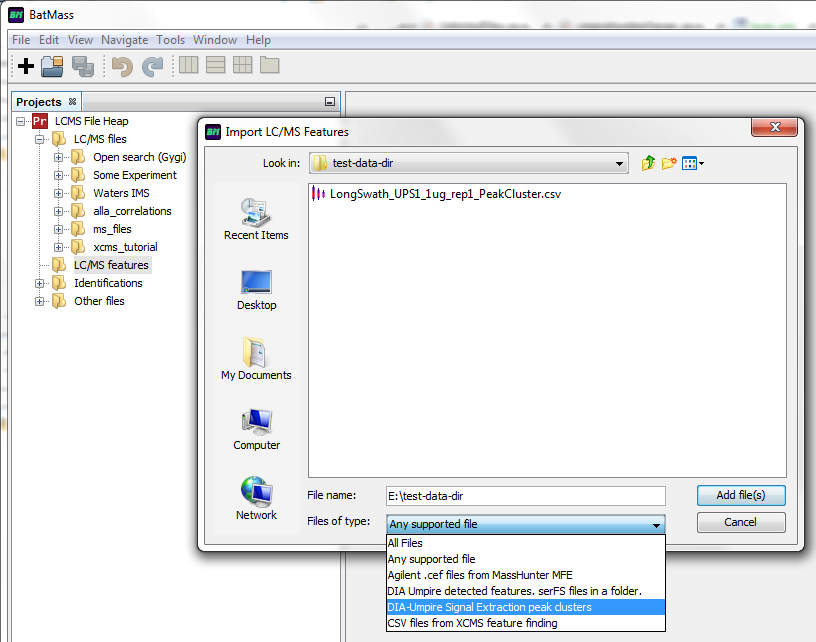 BM BatMass
File Edit View Navigate Tools Window Help
Projects
Pr LCMS File Heap
LC/MS files
Open search (Gygi)
Some Experiment
Waters IMS
alla_correlations
ms_files
xcms_tutorial
LC/MS features
Identifications
Other files
BM Import LC/MS Features
Look in: test-data-dir
LongSwath_UPS1_1ug_rep1_PeakCluster.csv
Recent Items
Desktop
My Documents
Computer
Network
File name: E:\test-data-dir Add file(s)
Files of type: Any supported file Cancel
All Files
Any supported file
Agilent .cef files from MassHunter MFE
DIA Umpire detected features. serFS files in a folder.
DIA-Umpire Signal Extraction peak clusters
CSV files from XCMS feature finding